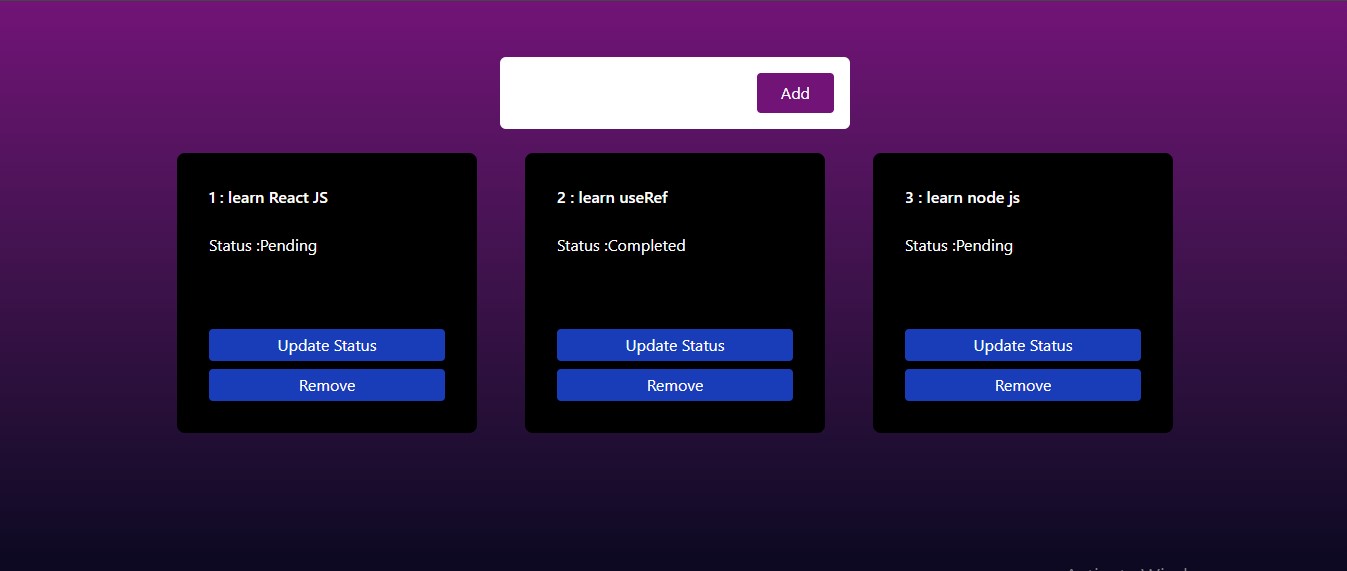 Add
1 : learn React JS
Status :Pending
Update Status
Remove
2 : learn useRef
Status :Completed
Update Status
Remove
3 : learn node js
Status :Pending
Update Status
Remove